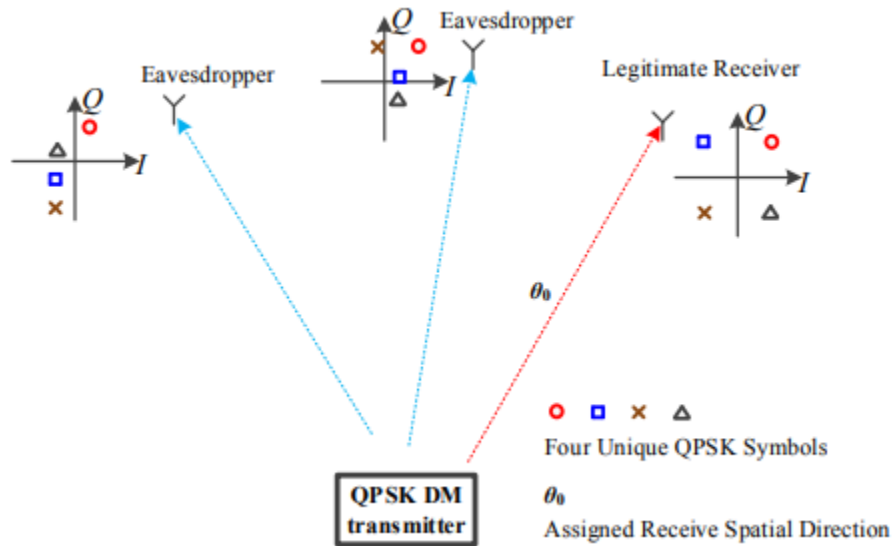 Eavesdropper
Eavesdropper
Legitimate Receiver
Q
I
Q
I
Q
I
θ₀
QPSK DM
transmitter
Four Unique QPSK Symbols
θ₀
Assigned Receive Spatial Direction